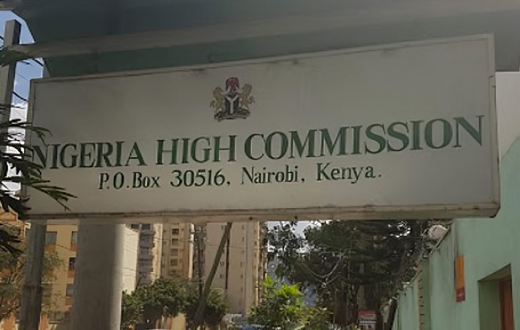 NIGERIA HIGH COMMISSION
P.O.Box 30516, Nairobi, Kenya.